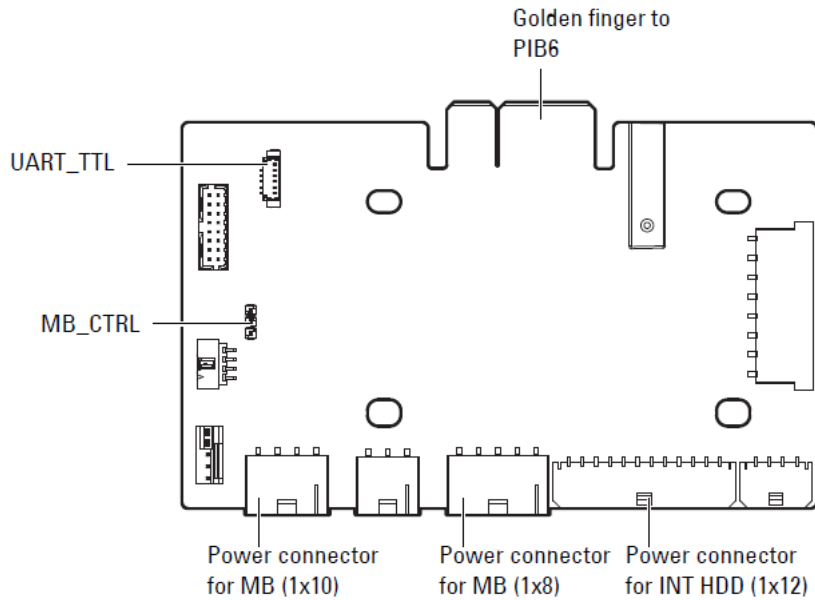 Golden finger to
PIB6
UART_TTL
MB_CTRL
Power connector
for MB (1x10)
Power connector
for MB (1x8)
Power connector
for INT HDD (1x12)